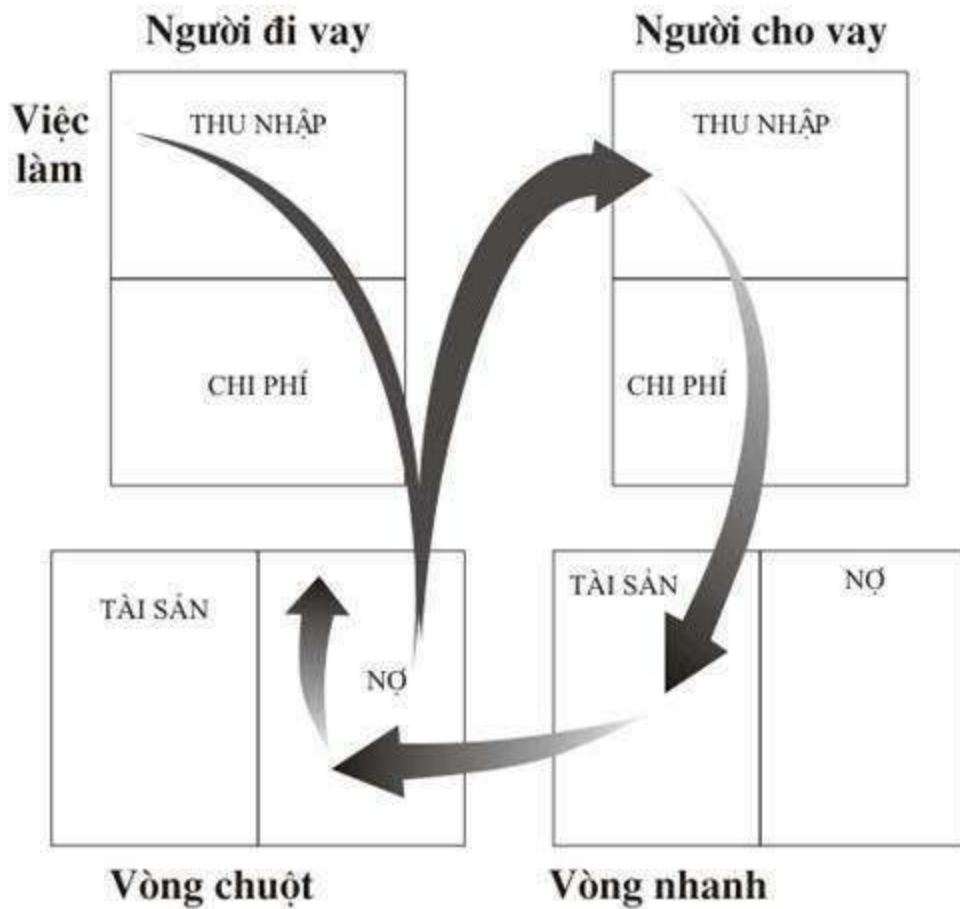 Người đi vay
Người cho vay
Việc
làm
THU NHẬP
THU NHẬP
CHI PHÍ
CHI PHÍ
TÀI SẢN
NỢ
TÀI SẢN
NỢ
Vòng chuột
Vòng nhanh